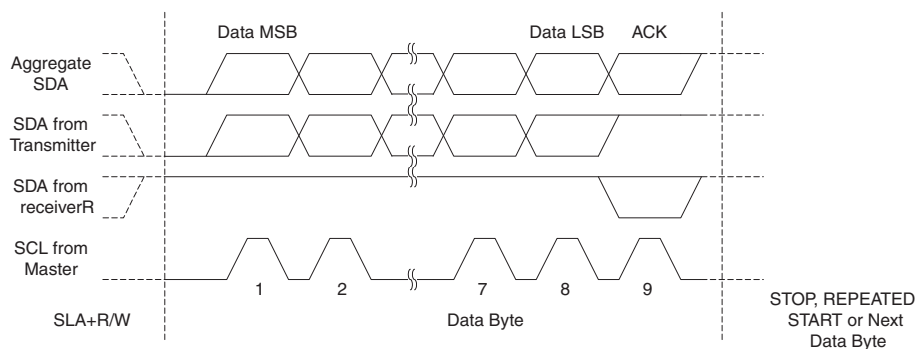 Data MSB
Data LSB
ACK
Aggregate
SDA
SDA from
Transmitter
SDA from
receiverR
SCL from
Master
1
2
7
8
9
SLA+R/W
Data Byte
STOP, REPEATED
START or Next
Data Byte